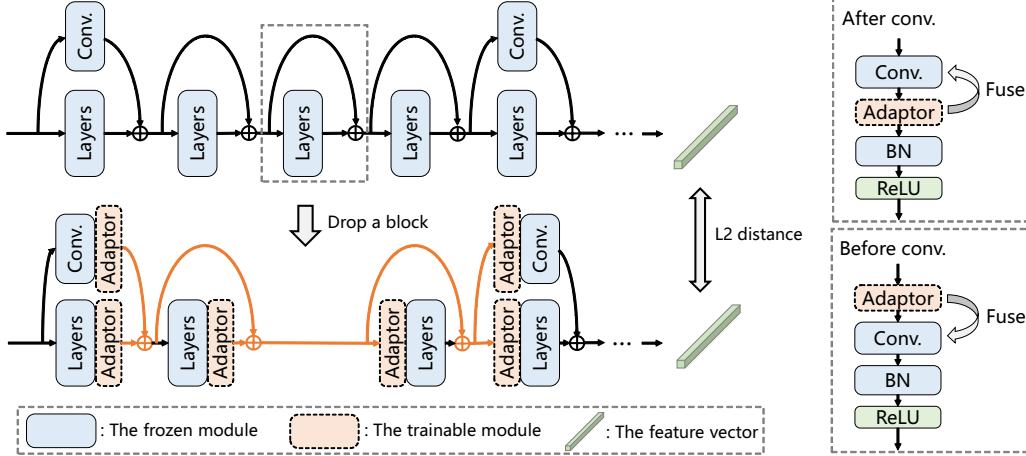 Conv.
Conv.
Layers
Layers
Layers
Layers
Layers
...
Drop a block
L2 distance
Conv.
Adaptor
Adaptor
Conv.
Layers
Adaptor
Layers
Adaptor
Adaptor
Layers
Adaptor
Layers
...
: The frozen module
: The trainable module
: The feature vector
After conv.
Conv.
Fuse
Adaptor
BN
ReLU
Before conv.
Adaptor
Fuse
Conv.
BN
ReLU